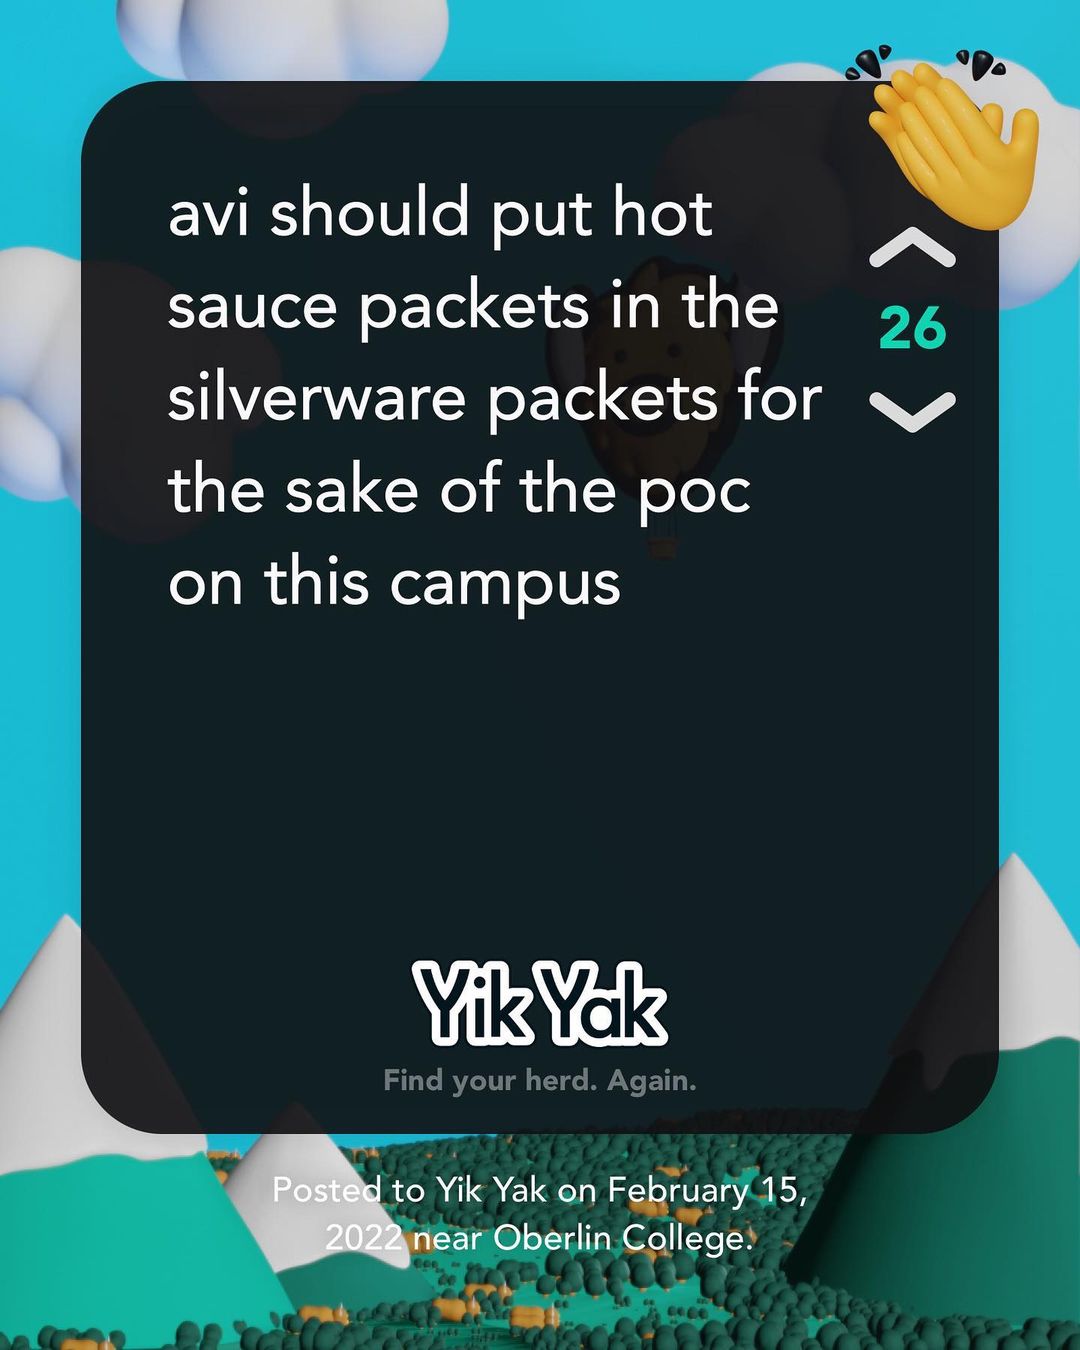 avi should put hot
sauce packets in the
silverware packets for
the sake of the poc
on this campus
26
Yik Yak
Find your herd. Again.
Posted to Yik Yak on February 15,
2022 near Oberlin College.